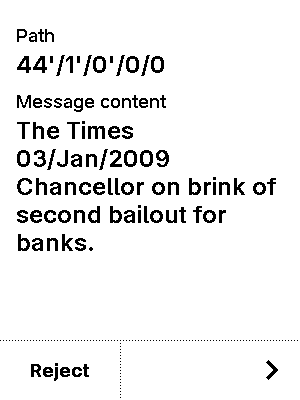 Path
44'/1'/0'/0/0
Message content
The Times
03/Jan/2009
Chancellor on brink of
second bailout for
banks.
Reject